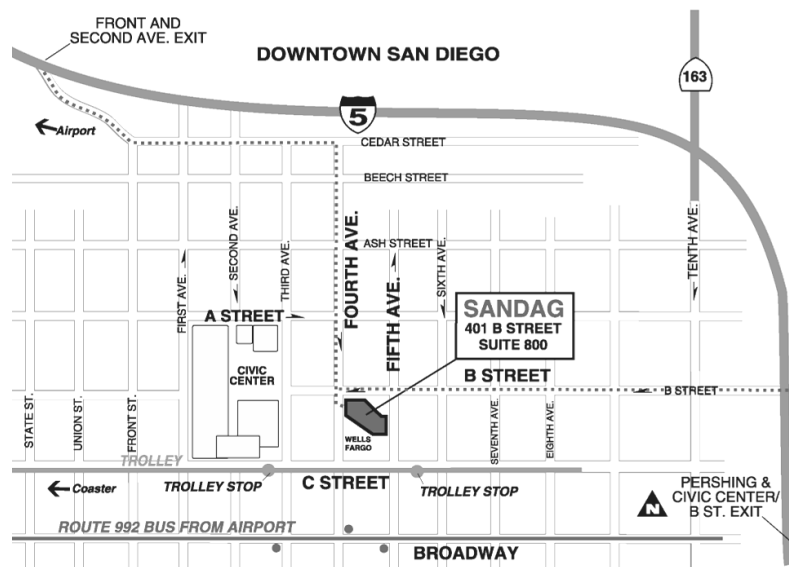 FRONT AND
SECOND AVE. EXIT
DOWNTOWN SAN DIEGO
163
5
Airport
CEDAR STREET
BEECH STREET
ASH STREET
FIRST AVE.
SECOND AVE.
THIRD AVE.
FOURTH AVE.
FIFTH AVE.
SIXTH AVE.
TENTH AVE.
A STREET
SANDAG
401 B STREET
SUITE 800
CIVIC
CENTER
B STREET
B STREET
STATE ST.
UNION ST.
FRONT ST.
WELLS
FARGO
SEVENTH AVE.
EIGHTH AVE.
TROLLEY
TROLLEY STOP
C STREET
TROLLEY STOP
Coaster
PERSHING &
CIVIC CENTER/
B ST. EXIT
N
ROUTE 992 BUS FROM AIRPORT
BROADWAY